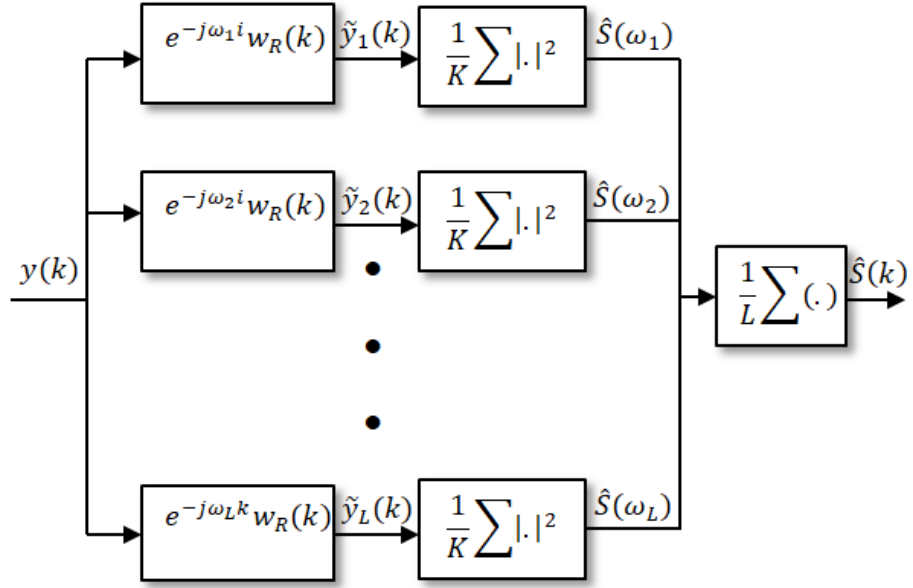 e^{-jω_1 i} w_R(k)
ỹ_1(k)
1/K ∑|.|^2
Ŝ(ω_1)
e^{-jω_2 i} w_R(k)
ỹ_2(k)
1/K ∑|.|^2
Ŝ(ω_2)
y(k)
1/L ∑(.)
Ŝ(k)
e^{-jω_L k} w_R(k)
ỹ_L(k)
1/K ∑|.|^2
Ŝ(ω_L)